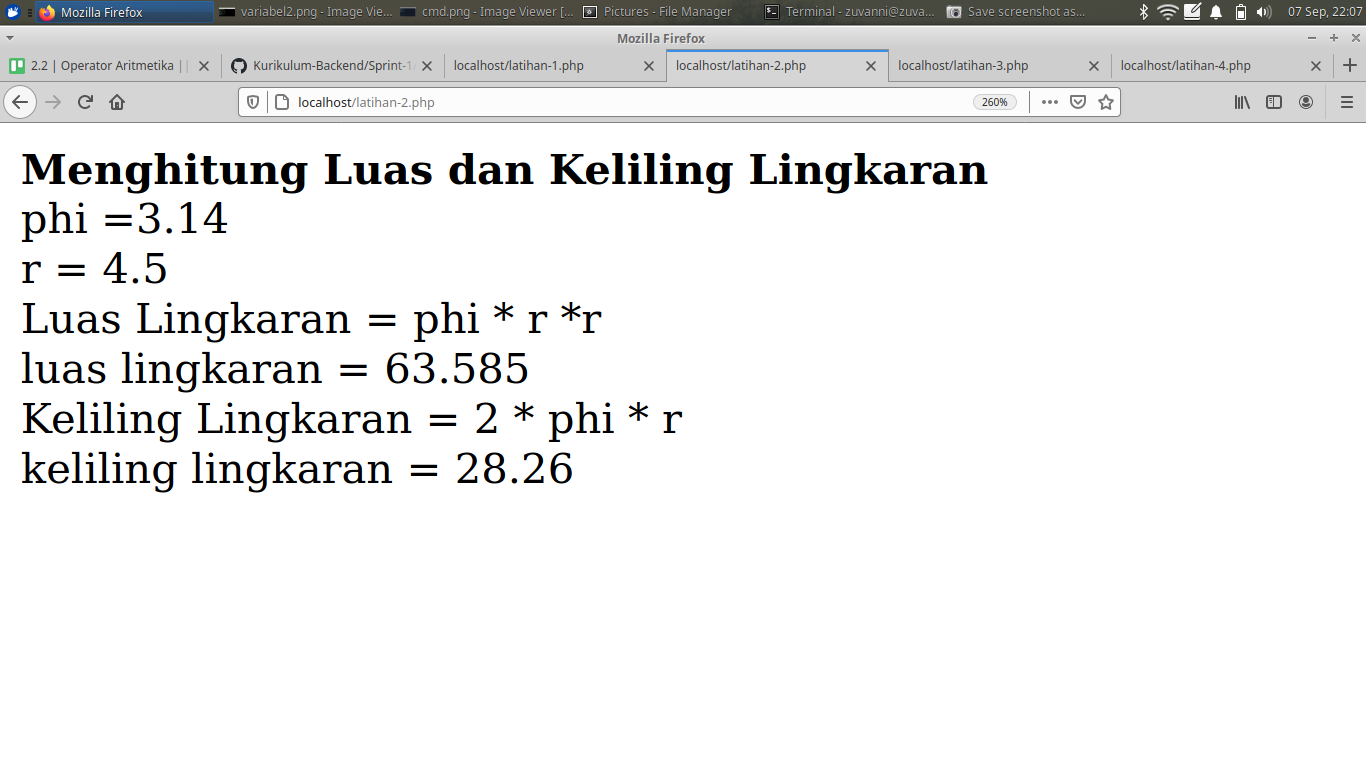 Mozilla Firefox
variabel2.png - Image Vie...
cmd.png - Image Viewer [...
Pictures - File Manager
Terminal - zuvanni@zuva...
Save screenshot as...
07 Sep, 22:07
Mozilla Firefox
2.2 | Operator Aritmetika ||
Kurikulum-Backend/Sprint-1
localhost/latihan-1.php
localhost/latihan-2.php
localhost/latihan-3.php
localhost/latihan-4.php
localhost/latihan-2.php
260%
Menghitung Luas dan Keliling Lingkaran
phi =3.14
r = 4.5
Luas Lingkaran = phi * r *r
luas lingkaran = 63.585
Keliling Lingkaran = 2 * phi * r
keliling lingkaran = 28.26